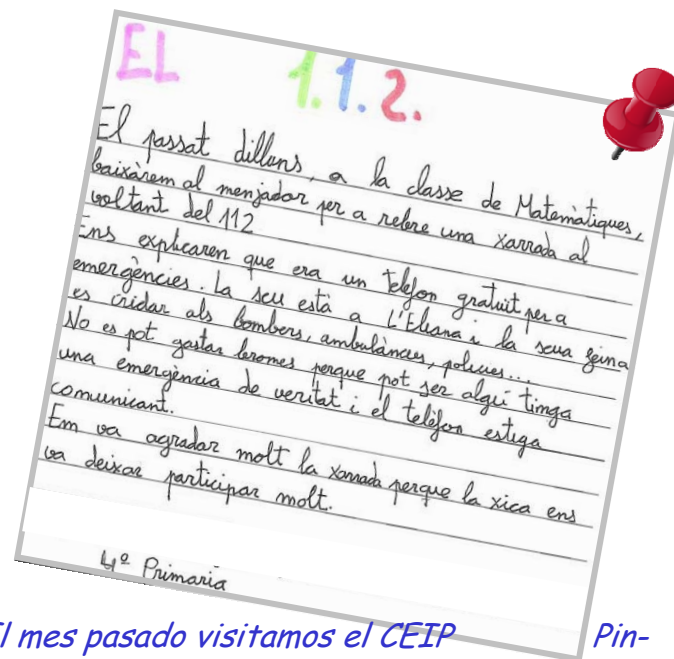 EL 1.1.2.
El passat dilluns, a la classe de Matemàtiques,
baixàrem al menjador per a rebre una xarrada al
voltant del 112
Ens explicaren que era un telèfon gratuït per a
emergències. La seu està a L'Eliana i la seua feina
es cridar als bombers, ambulàncies, policies...
No es pot gastar bromes perque pot ser algú tinga
una emergència de veritat i el telèfon estiga
comunicant.
Em va agradar molt la xarrada perque la xica ens
va deixar participar molt.
4º Primaria
El mes pasado visitamos el CEIP Pin-